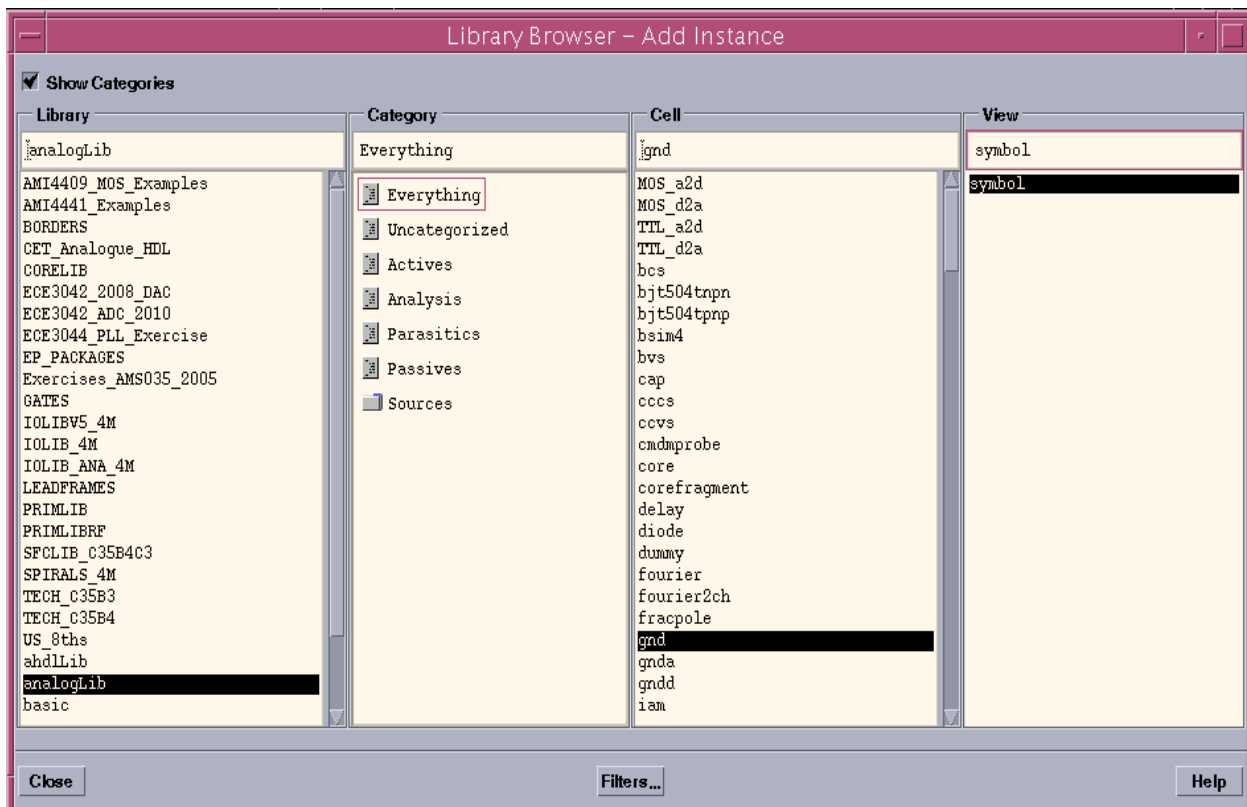 Library Browser – Add Instance
Show Categories
Library
analogLib
AMI4409_MOS_Examples
AMI4441_Examples
BORDERS
CET_Analogue_HDL
CORELIB
ECE3042_2008_DAC
ECE3042_ADC_2010
ECE3044_PLL_Exercise
EP_PACKAGES
Exercises_AMS035_2005
GATES
IOLIBV5_4M
IOLIB_4M
IOLIB_ANA_4M
LEADFRAMES
PRIMLIB
PRIMLIBRF
SFCLIB_C35B4C3
SPIRALS_4M
TECH_C35B3
TECH_C35B4
US_8ths
ahdlLib
analogLib
basic
Category
Everything
Everything
Uncategorized
Actives
Analysis
Parasitics
Passives
Sources
Cell
gnd
MOS_a2d
MOS_d2a
TTL_a2d
TTL_d2a
bcs
bjt504tnpn
bjt504tpnp
bsim4
bvs
cap
cccs
ccvs
cmdmprobe
core
corefragment
delay
diode
dummy
fourier
fourier2ch
fracpole
gnd
gnda
gndd
iam
View
symbol
symbol
Close
Filters...
Help